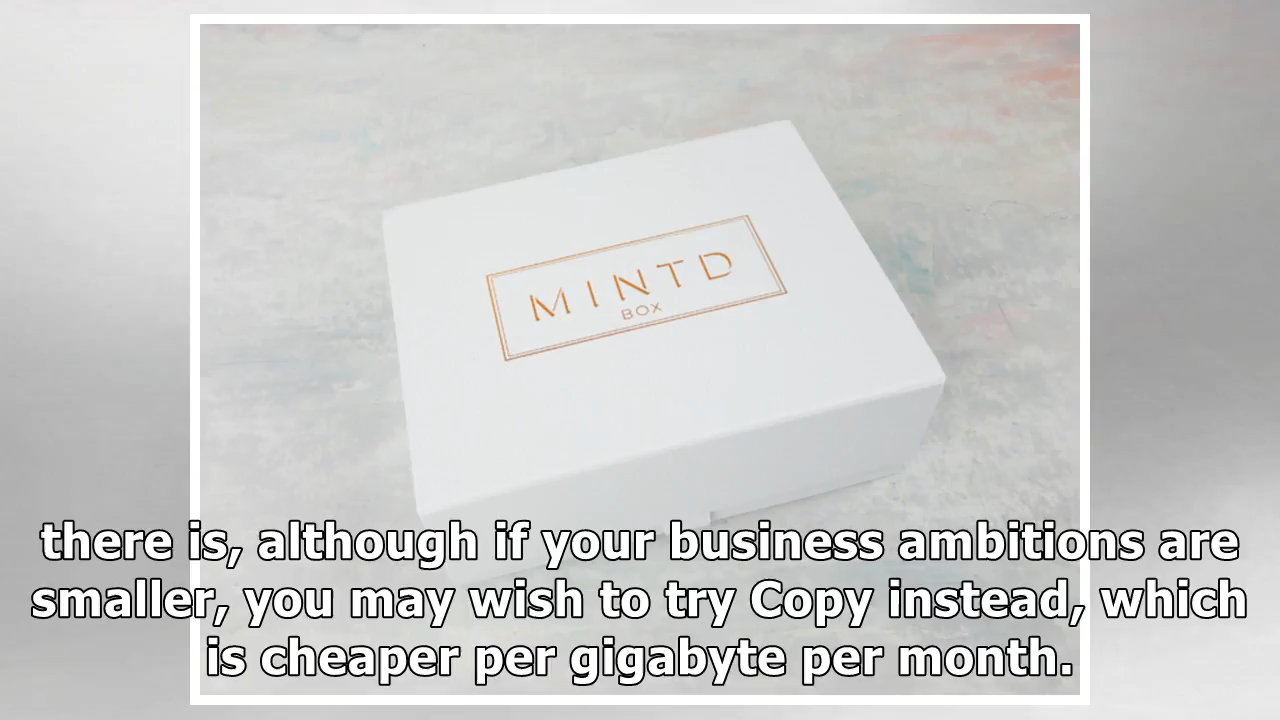 MINTD
BOX
there is, although if your business ambitions are
smaller, you may wish to try Copy instead, which
is cheaper per gigabyte per month.